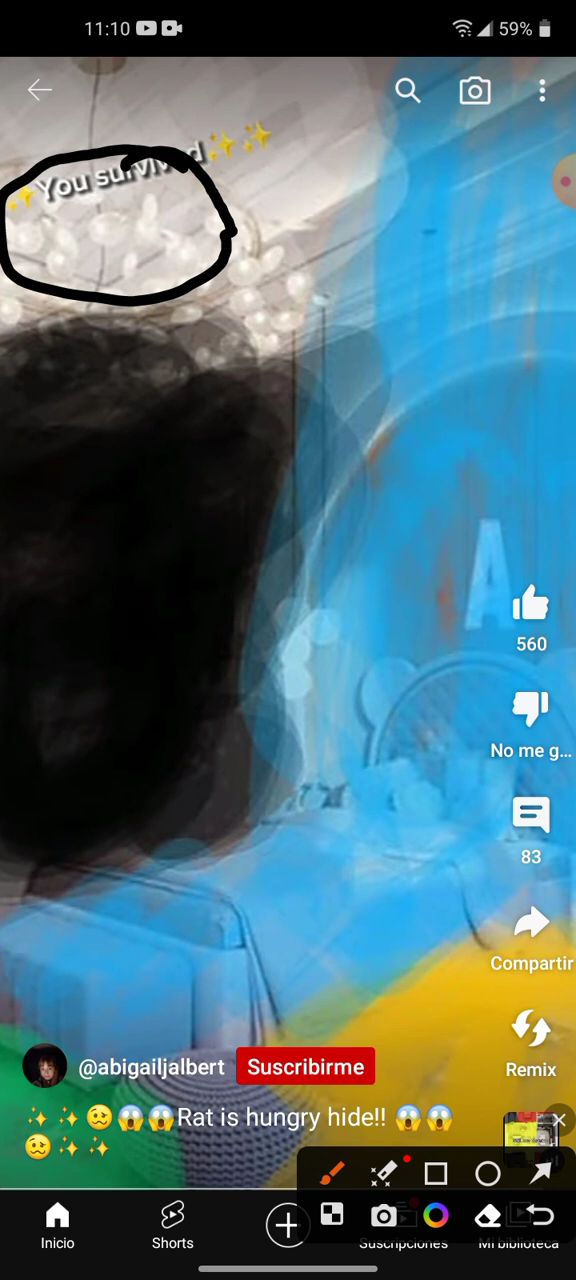 11:10
59%
✨You survived✨✨
A
560
No me g...
83
Compartir
@abigailjalbert
Suscribirme
Remix
✨ ✨🥴😱😱Rat is hungry hide!! 😱😱
🥴✨ ✨
Inicio
Shorts
Suscripciones
Mi biblioteca